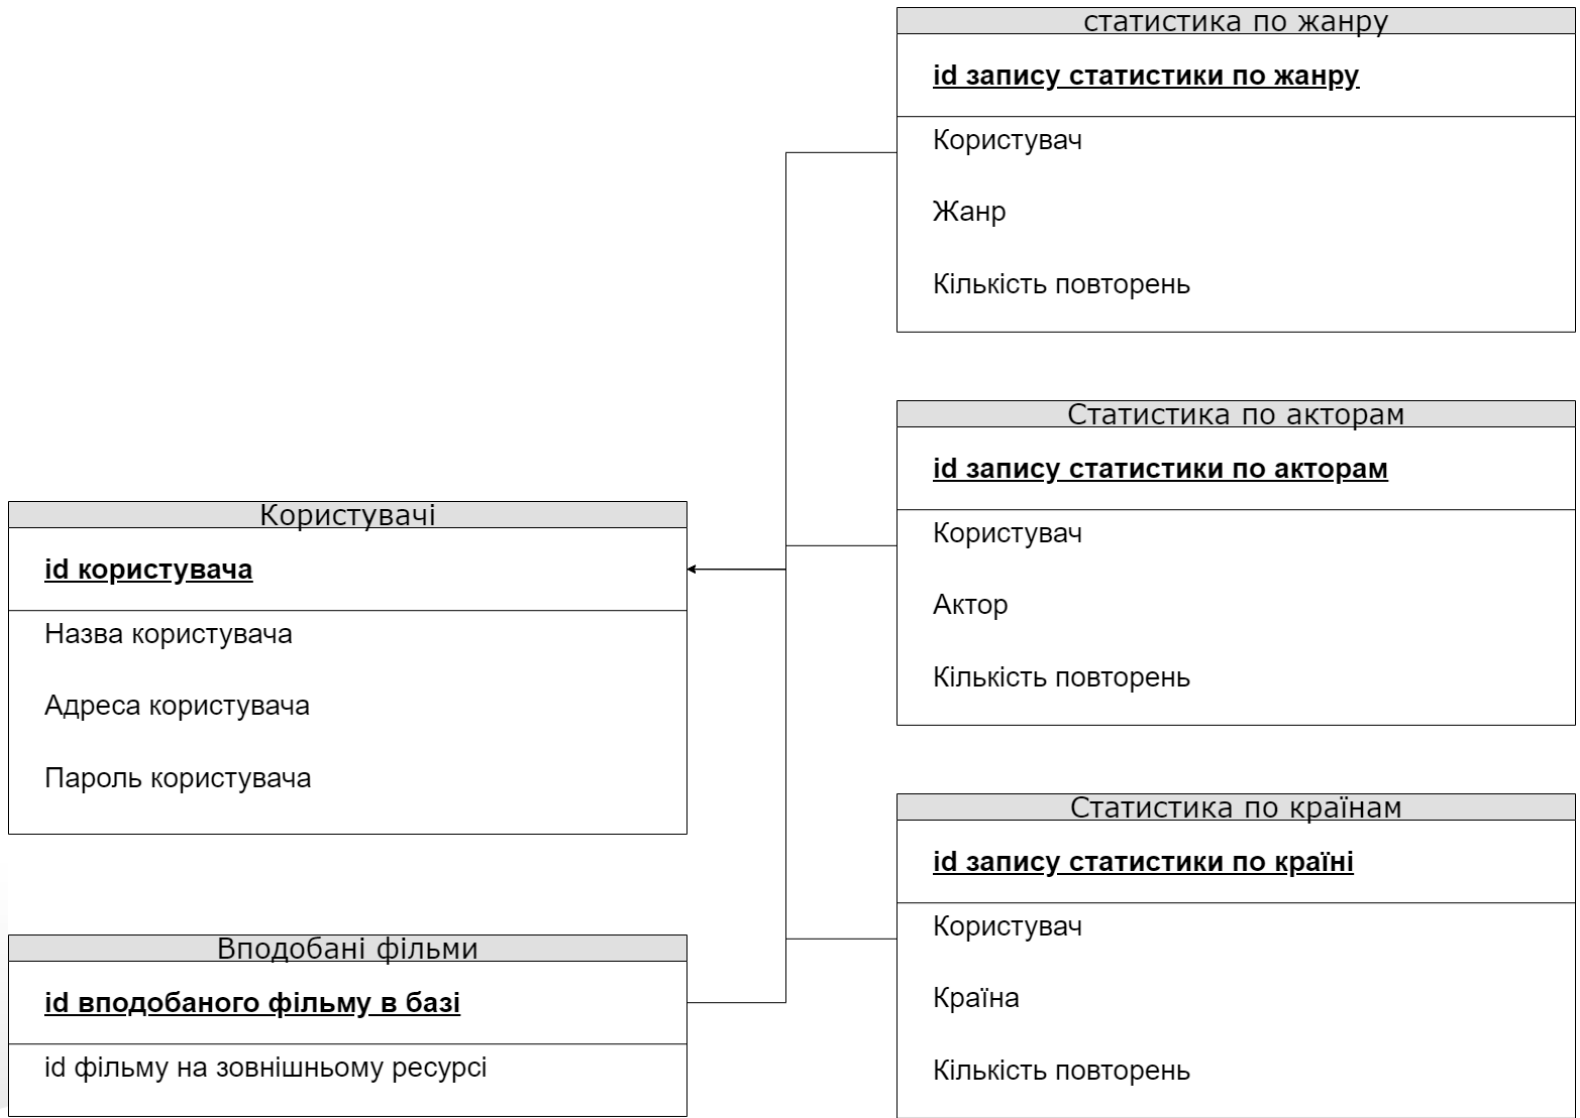 статистика по жанру
id запису статистики по жанру
Користувач
Жанр
Кількість повторень
Статистика по акторам
id запису статистики по акторам
Користувач
Актор
Кількість повторень
Користувачі
id користувача
Назва користувача
Адреса користувача
Пароль користувача
Статистика по країнам
id запису статистики по країні
Користувач
Країна
Кількість повторень
Вподобані фільми
id вподобаного фільму в базі
id фільму на зовнішньому ресурсі